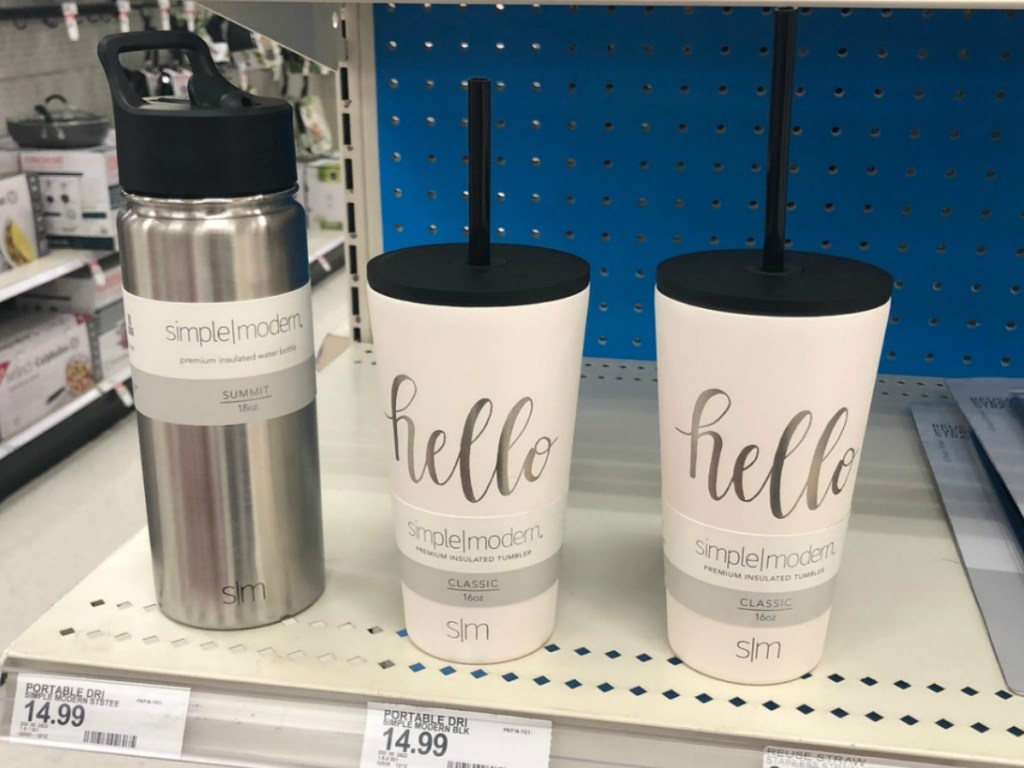 simple|modern.
premium insulated water bottle
SUMMIT
18oz
s|m
hello
simple|modern.
PREMIUM INSULATED TUMBLER
CLASSIC
16oz
s|m
hello
simple|modern.
PREMIUM INSULATED TUMBLER
CLASSIC
16oz
s|m
PORTABLE DRI
SIMPLE MODERN STSTEE
14.99
PORTABLE DRI
SIMPLE MODERN BLK
14.99
REUSE STRAW